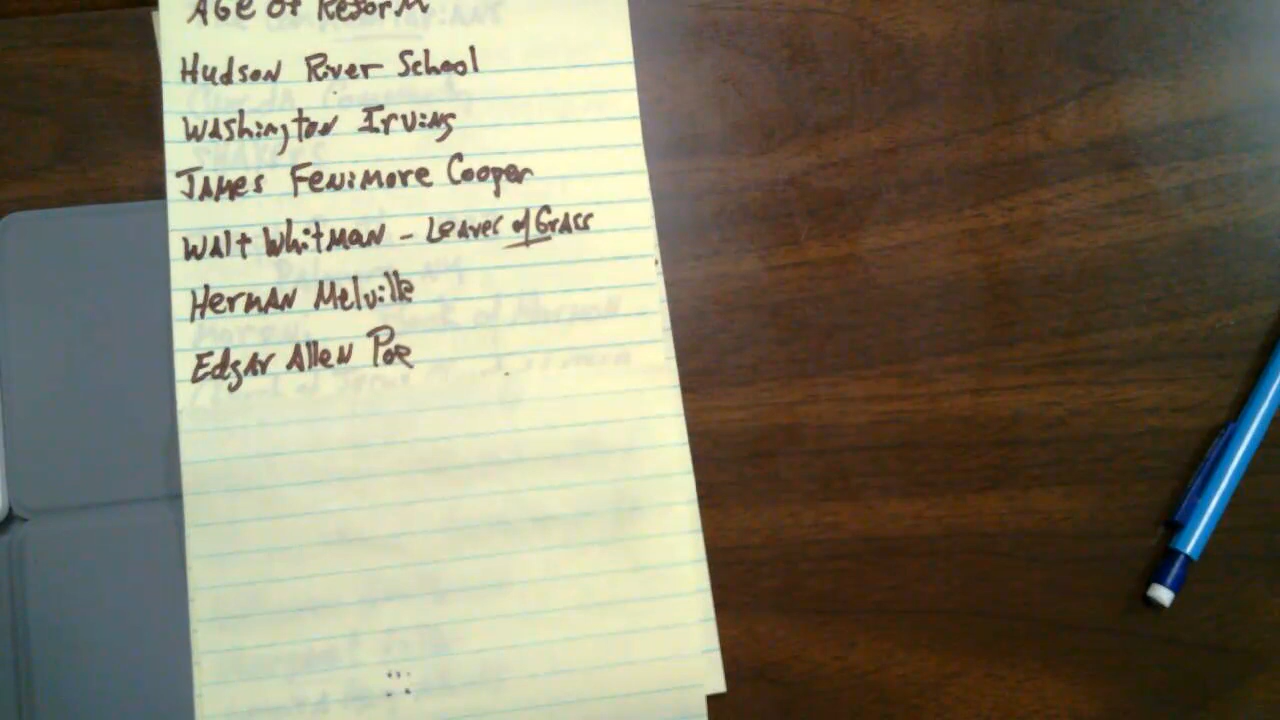 AGe of Reform
Hudson River School
Washington Irving
James Fenimore Cooper
Walt Whitman - Leaves of Grass
Herman Melville
Edgar Allen Poe